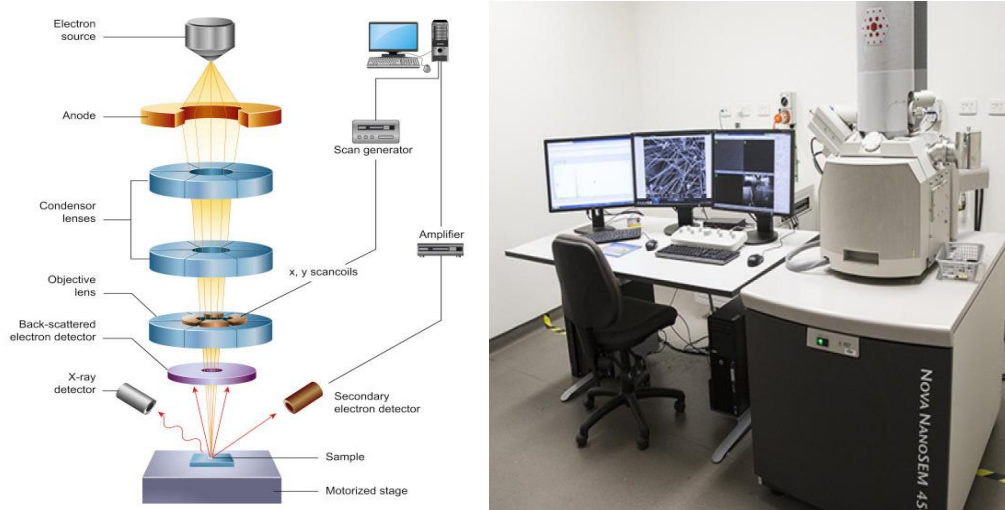 Electron
source
Anode
Scan generator
Condensor
lenses
Amplifier
x, y scancoils
Objective
lens
Back-scattered
electron detector
X-ray
detector
Secondary
electron detector
Sample
Motorized stage
NOVA NANOSEM 45